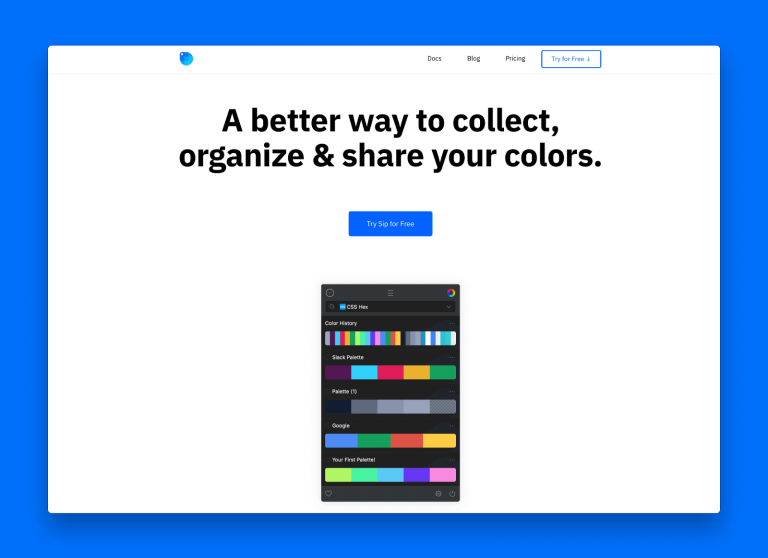 Docs Blog Pricing Try for Free ↓
A better way to collect,
organize & share your colors.
Try Sip for Free
CSS Hex
Color History
Slack Palette
Palette (1)
Google
Your First Palette!